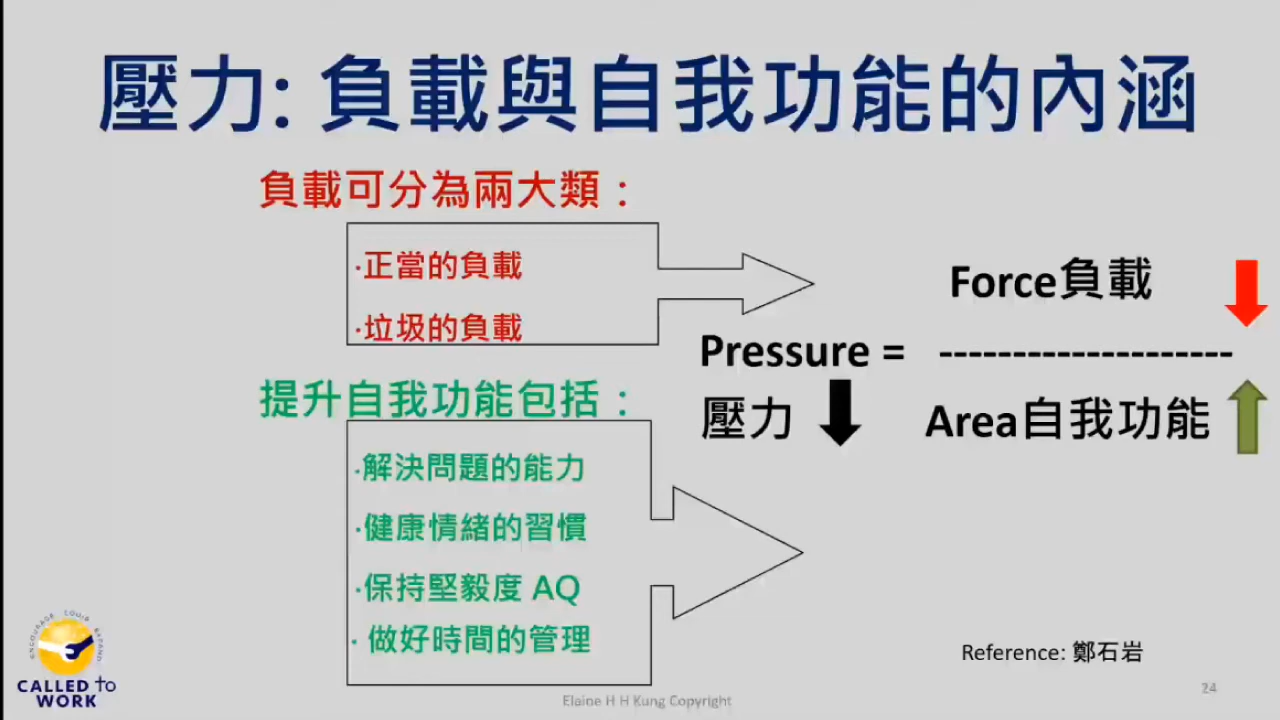 壓力: 負載與自我功能的內涵
負載可分為兩大類：
·正當的負載
·垃圾的負載
Force負載
Pressure = --------------------
壓力
Area自我功能
提升自我功能包括：
·解決問題的能力
·健康情緒的習慣
·保持堅毅度 AQ
· 做好時間的管理
Reference: 鄭石岩
ENCOURAGE EQUIP EXPAND
CALLED to
WORK
Elaine H H Kung Copyright
24